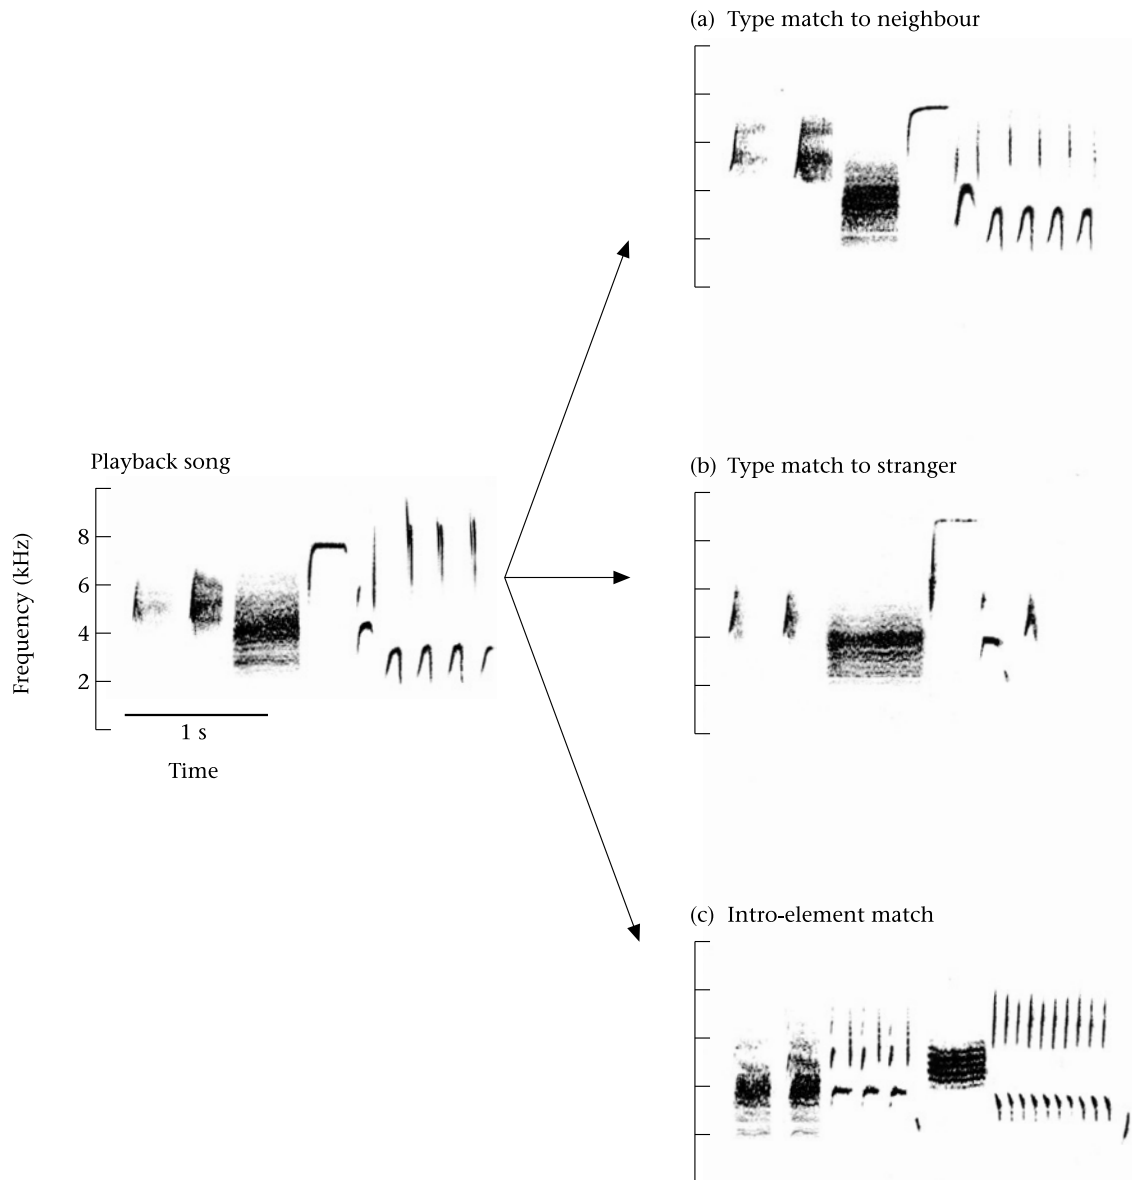 (a) Type match to neighbour
Playback song
(b) Type match to stranger
Frequency (kHz)
8
6
4
2
1 s
Time
(c) Intro-element match